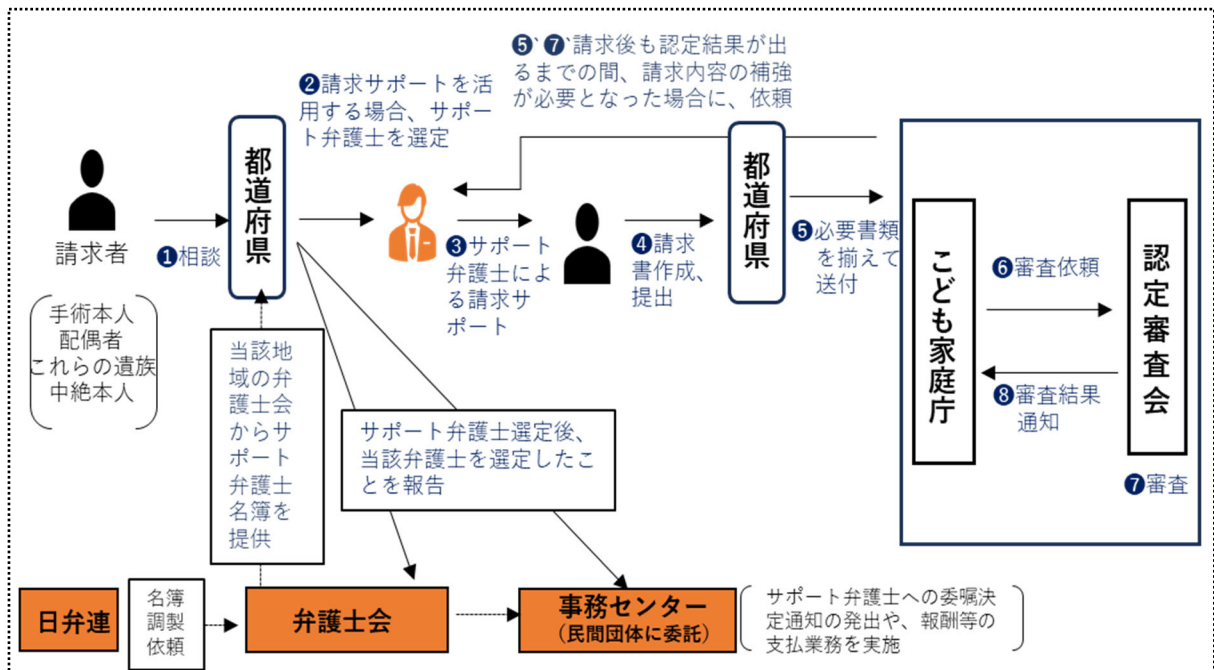 ❷請求サポートを活
用する場合、サポー
ト弁護士を選定
❺`❼`請求後も認定結果が出
るまでの間、請求内容の補強
が必要となった場合に、依頼
請求者
手術本人
配偶者
これらの遺族
中絶本人
❶相談
都道府県
❸サポート
弁護士による
請求サ
ポート
❹請求
書作成、
提出
都道府県
❺必要書類
を揃えて
送付
こども家庭庁
❻審査依頼
❽審査結果
通知
認定審査会
❼審査
当該地
域の弁
護士会
からサ
ポート
弁護士
名簿を
提供
サポート弁護士選定後、
当該弁護士を選定したこ
とを報告
日弁連
名簿
調製
依頼
弁護士会
事務センター
（民間団体に委託）
サポート弁護士への委嘱決
定通知の発出や、報酬等の
支払業務を実施